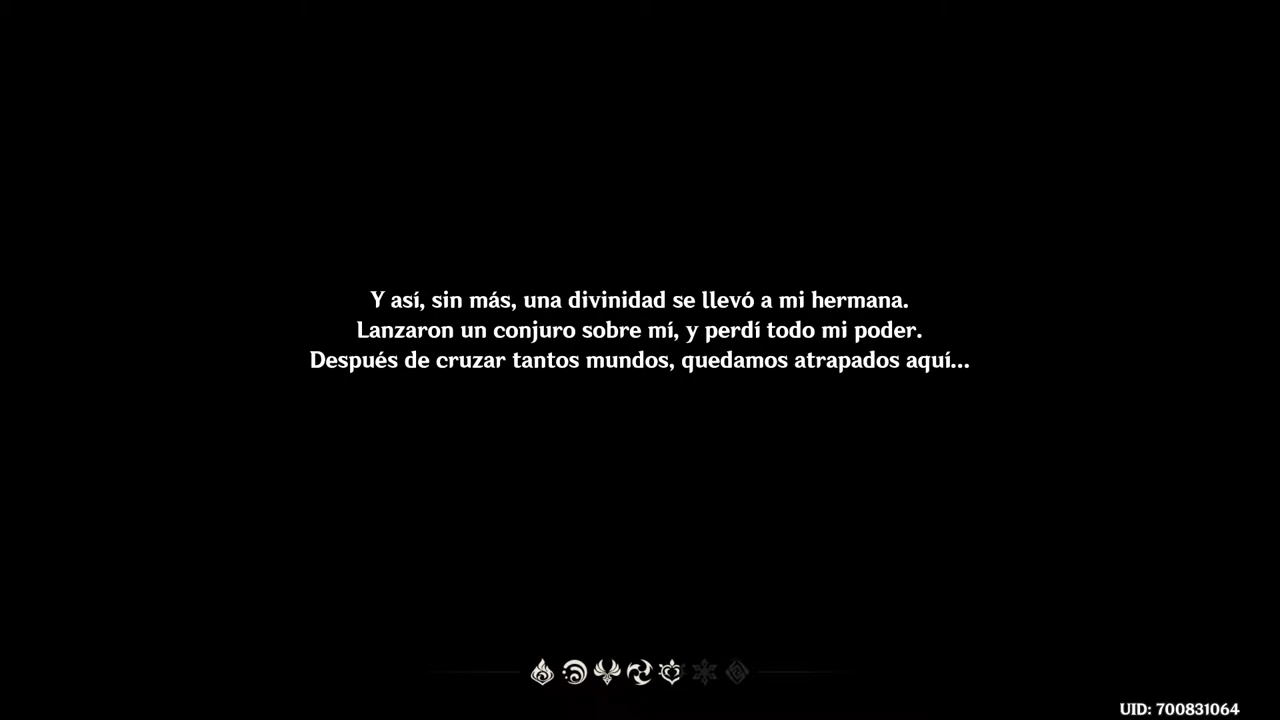 Y así, sin más, una divinidad se llevó a mi hermana.
Lanzaron un conjuro sobre mí, y perdí todo mi poder.
Después de cruzar tantos mundos, quedamos atrapados aquí...
UID: 700831064